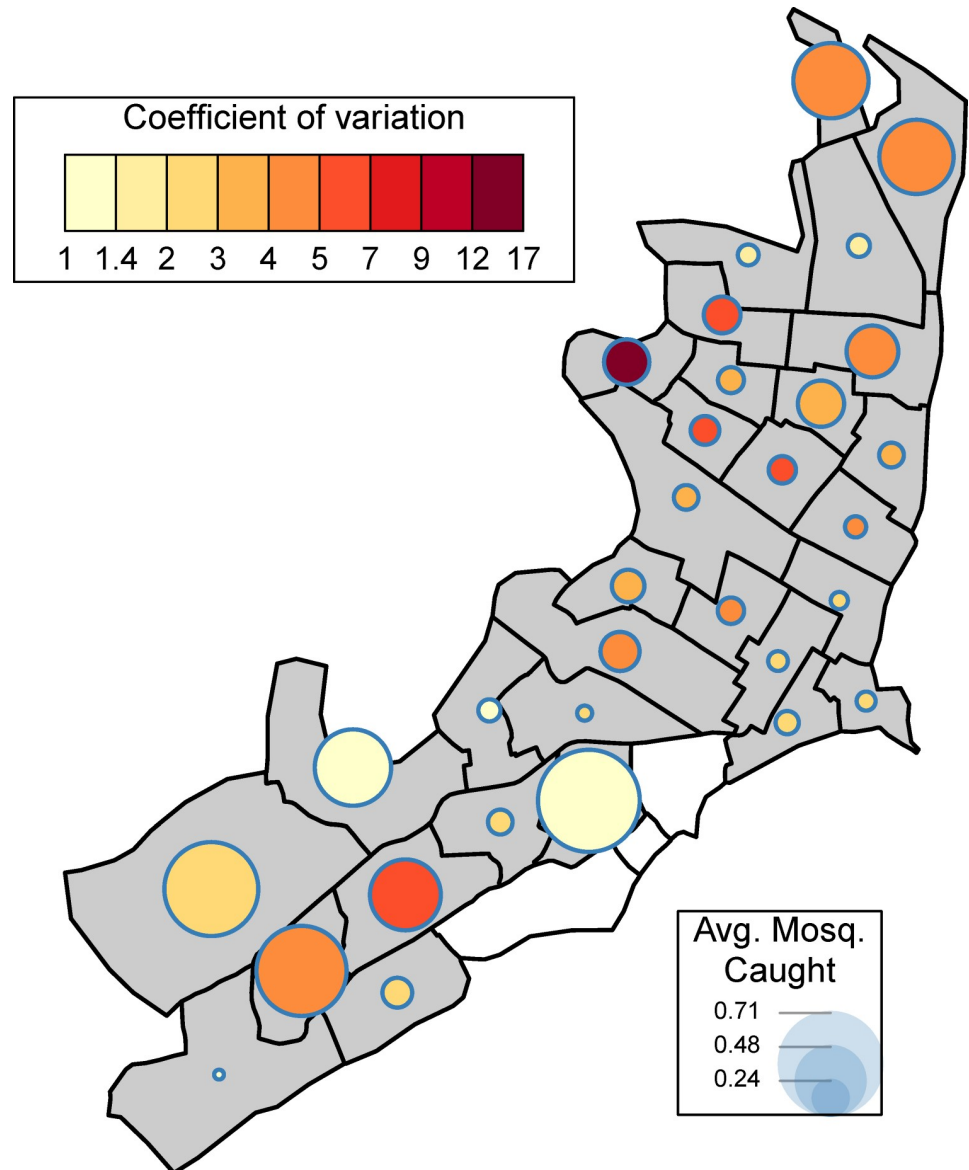 Coefficient of variation
1 1.4 2 3 4 5 7 9 12 17
Avg. Mosq.
Caught
0.71
0.48
0.24